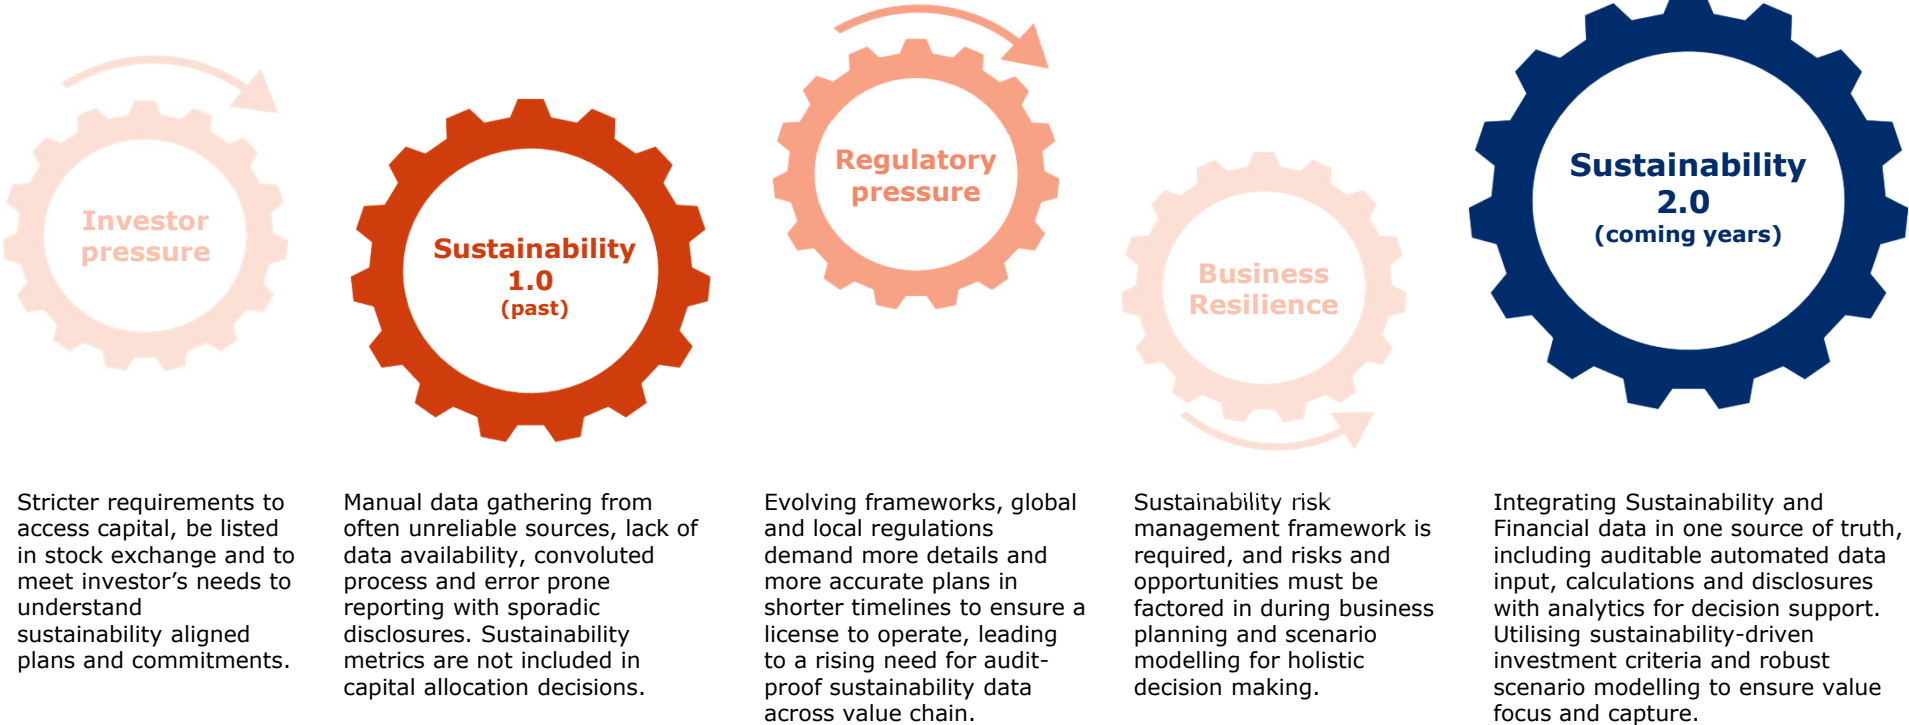 Investor
pressure
Sustainability
1.0
(past)
Regulatory
pressure
Business
Resilience
Sustainability
2.0
(coming years)
Stricter requirements to
access capital, be listed
in stock exchange and to
meet investor’s needs to
understand
sustainability aligned
plans and commitments.
Manual data gathering from
often unreliable sources, lack of
data availability, convoluted
process and error prone
reporting with sporadic
disclosures. Sustainability
metrics are not included in
capital allocation decisions.
Evolving frameworks, global
and local regulations
demand more details and
more accurate plans in
shorter timelines to ensure a
license to operate, leading
to a rising need for audit-
proof sustainability data
across value chain.
Sustainability risk
management framework is
required, and risks and
opportunities must be
factored in during business
planning and scenario
modelling for holistic
decision making.
Integrating Sustainability and
Financial data in one source of truth,
including auditable automated data
input, calculations and disclosures
with analytics for decision support.
Utilising sustainability-driven
investment criteria and robust
scenario modelling to ensure value
focus and capture.